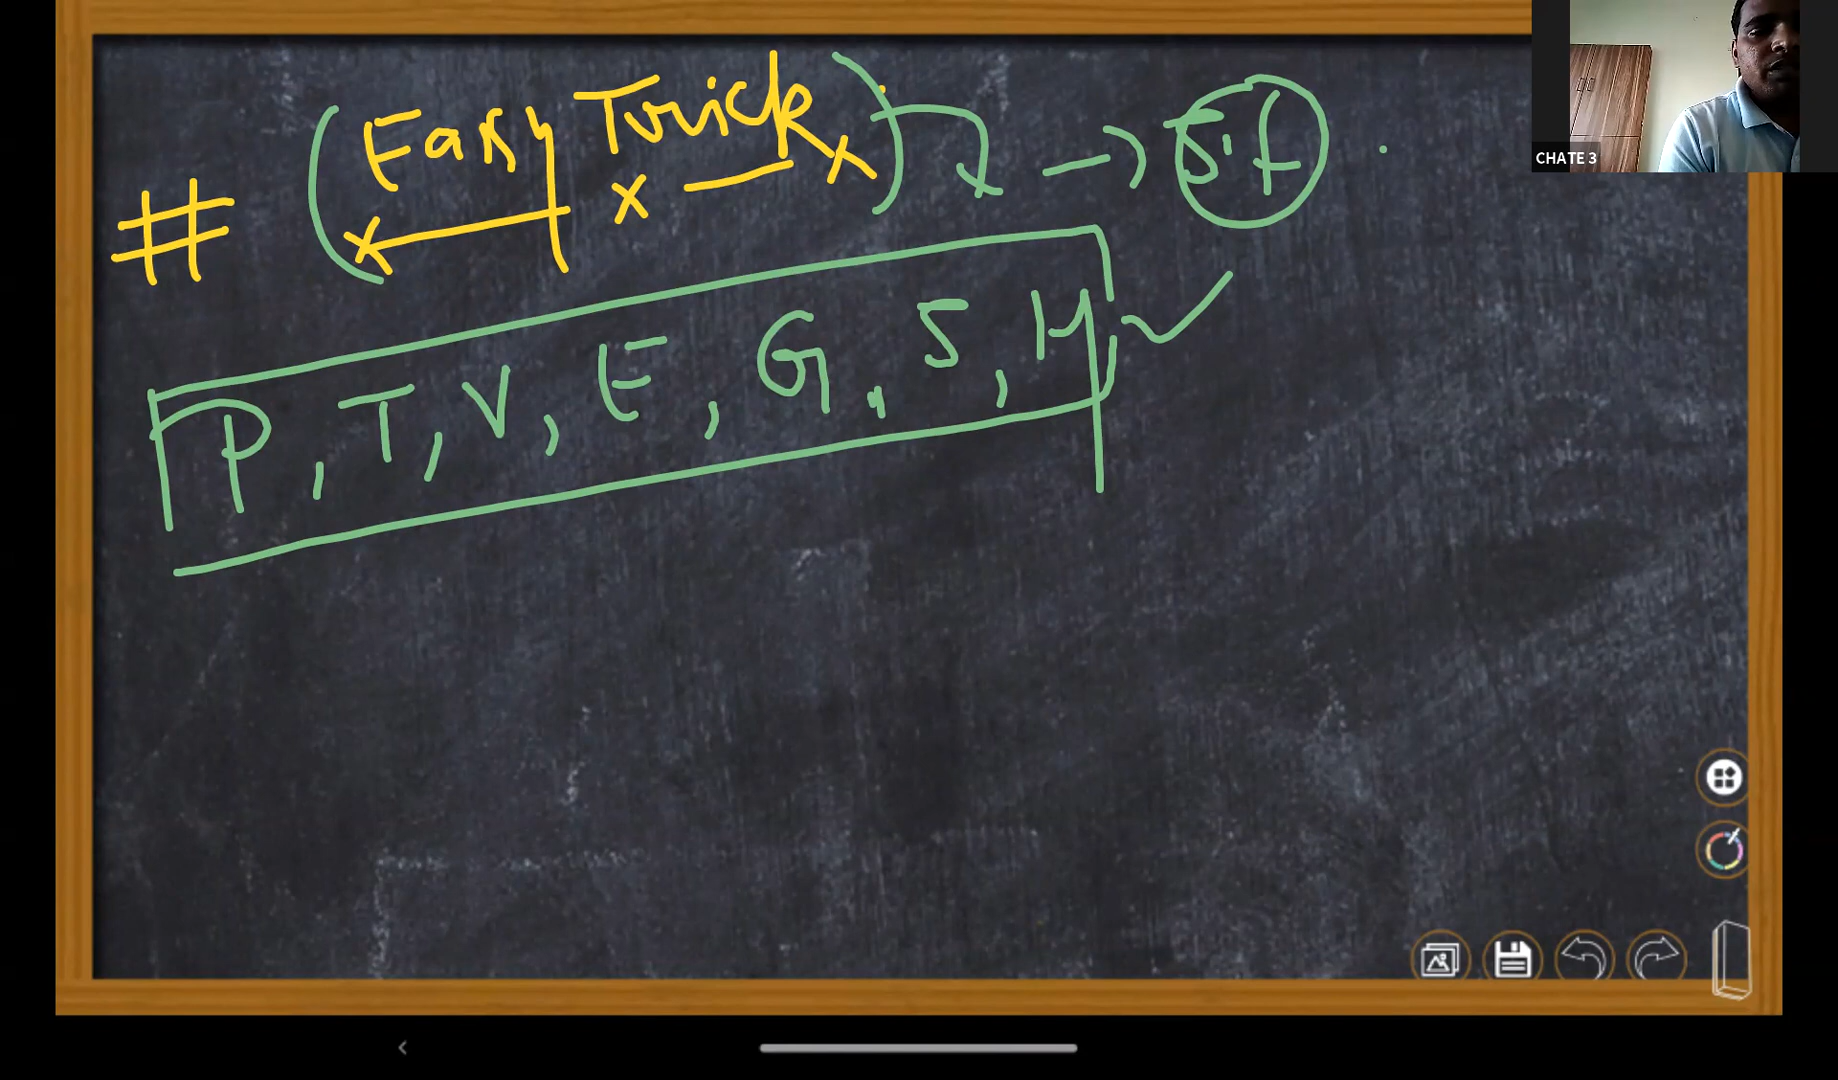 # (Easy Trick) → S.f
P, T, V, E, G, S, H
CHATE 3